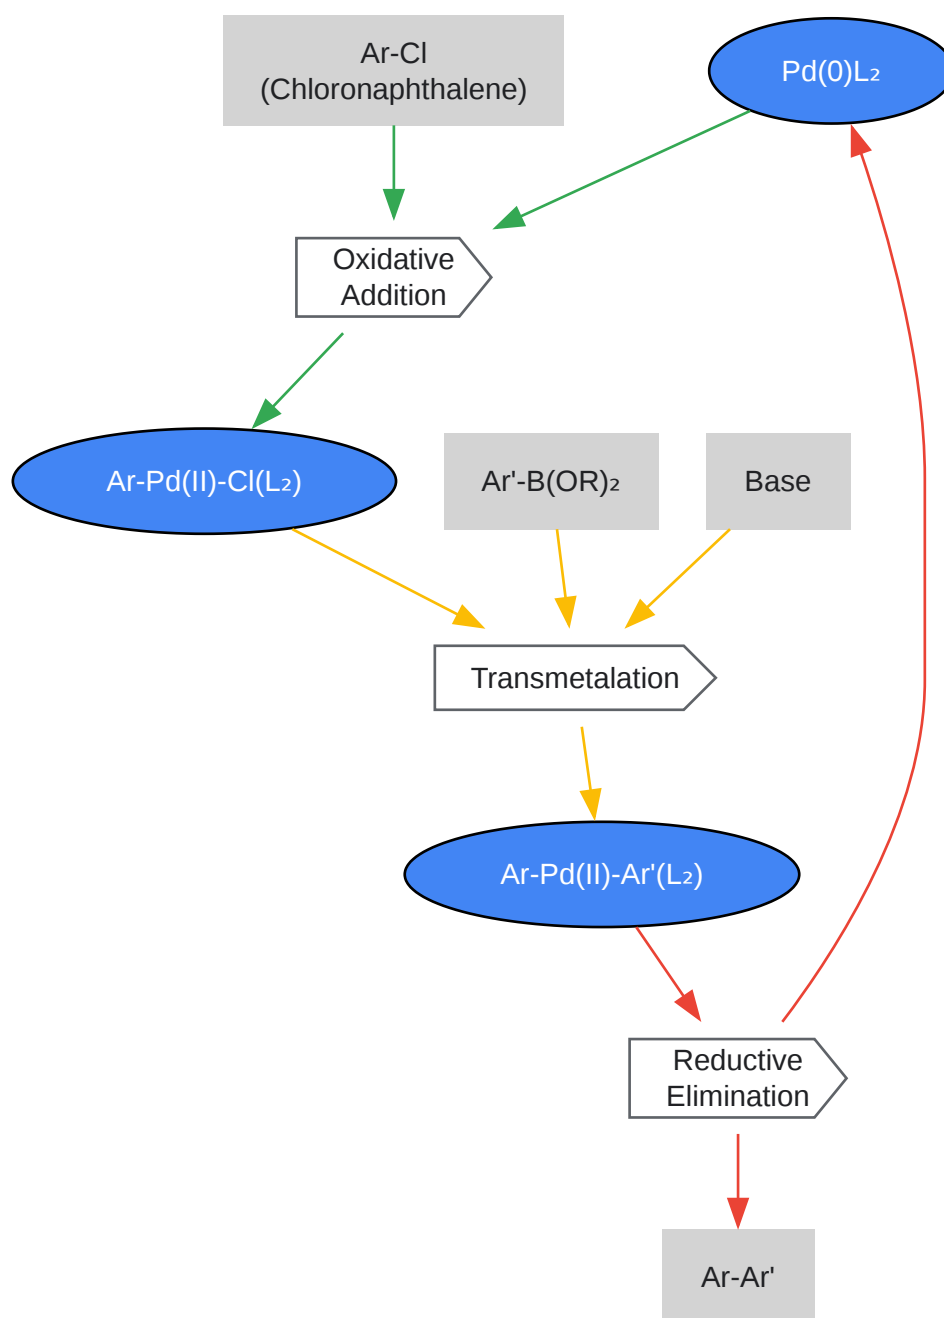 Ar-Cl
(Chloronaphthalene)
Pd(0)L₂
Oxidative
Addition
Ar-Pd(II)-Cl(L₂)
Ar'-B(OR)₂
Base
Transmetalation
Ar-Pd(II)-Ar'(L₂)
Reductive
Elimination
Ar-Ar'